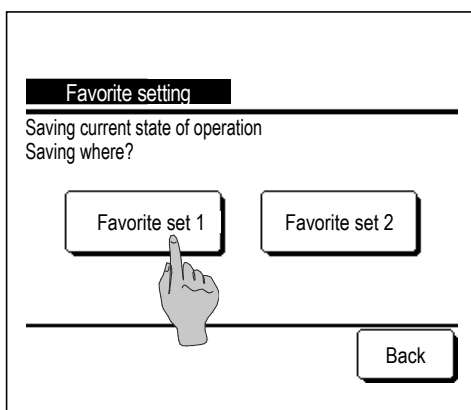 Favorite setting
Saving current state of operation
Saving where?
Favorite set 1
Favorite set 2
Back